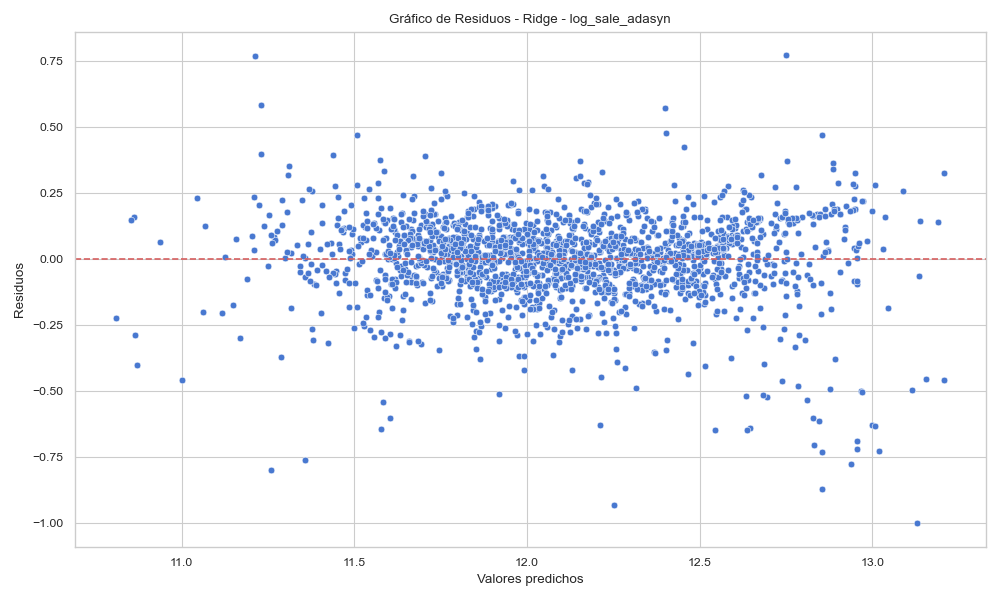 Gráfico de Residuos - Ridge - log_sale_adasyn
0.75
0.50
0.25
0.00
−0.25
−0.50
−0.75
−1.00
Residuos
11.0 11.5 12.0 12.5 13.0
Valores predichos